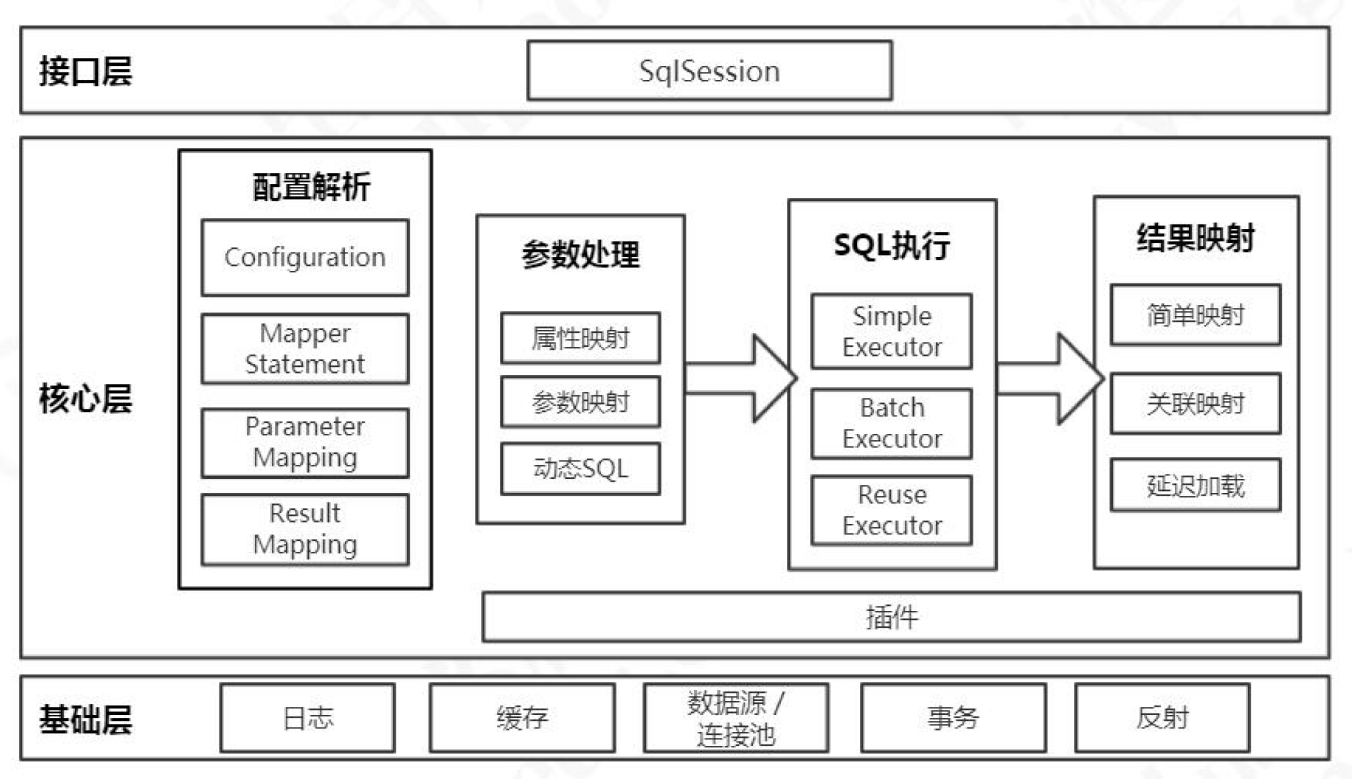 接口层
SqlSession
核心层
配置解析
Configuration
Mapper
Statement
Parameter
Mapping
Result
Mapping
参数处理
属性映射
参数映射
动态SQL
SQL执行
Simple
Executor
Batch
Executor
Reuse
Executor
结果映射
简单映射
关联映射
延迟加载
插件
基础层
日志
缓存
数据源 /
连接池
事务
反射